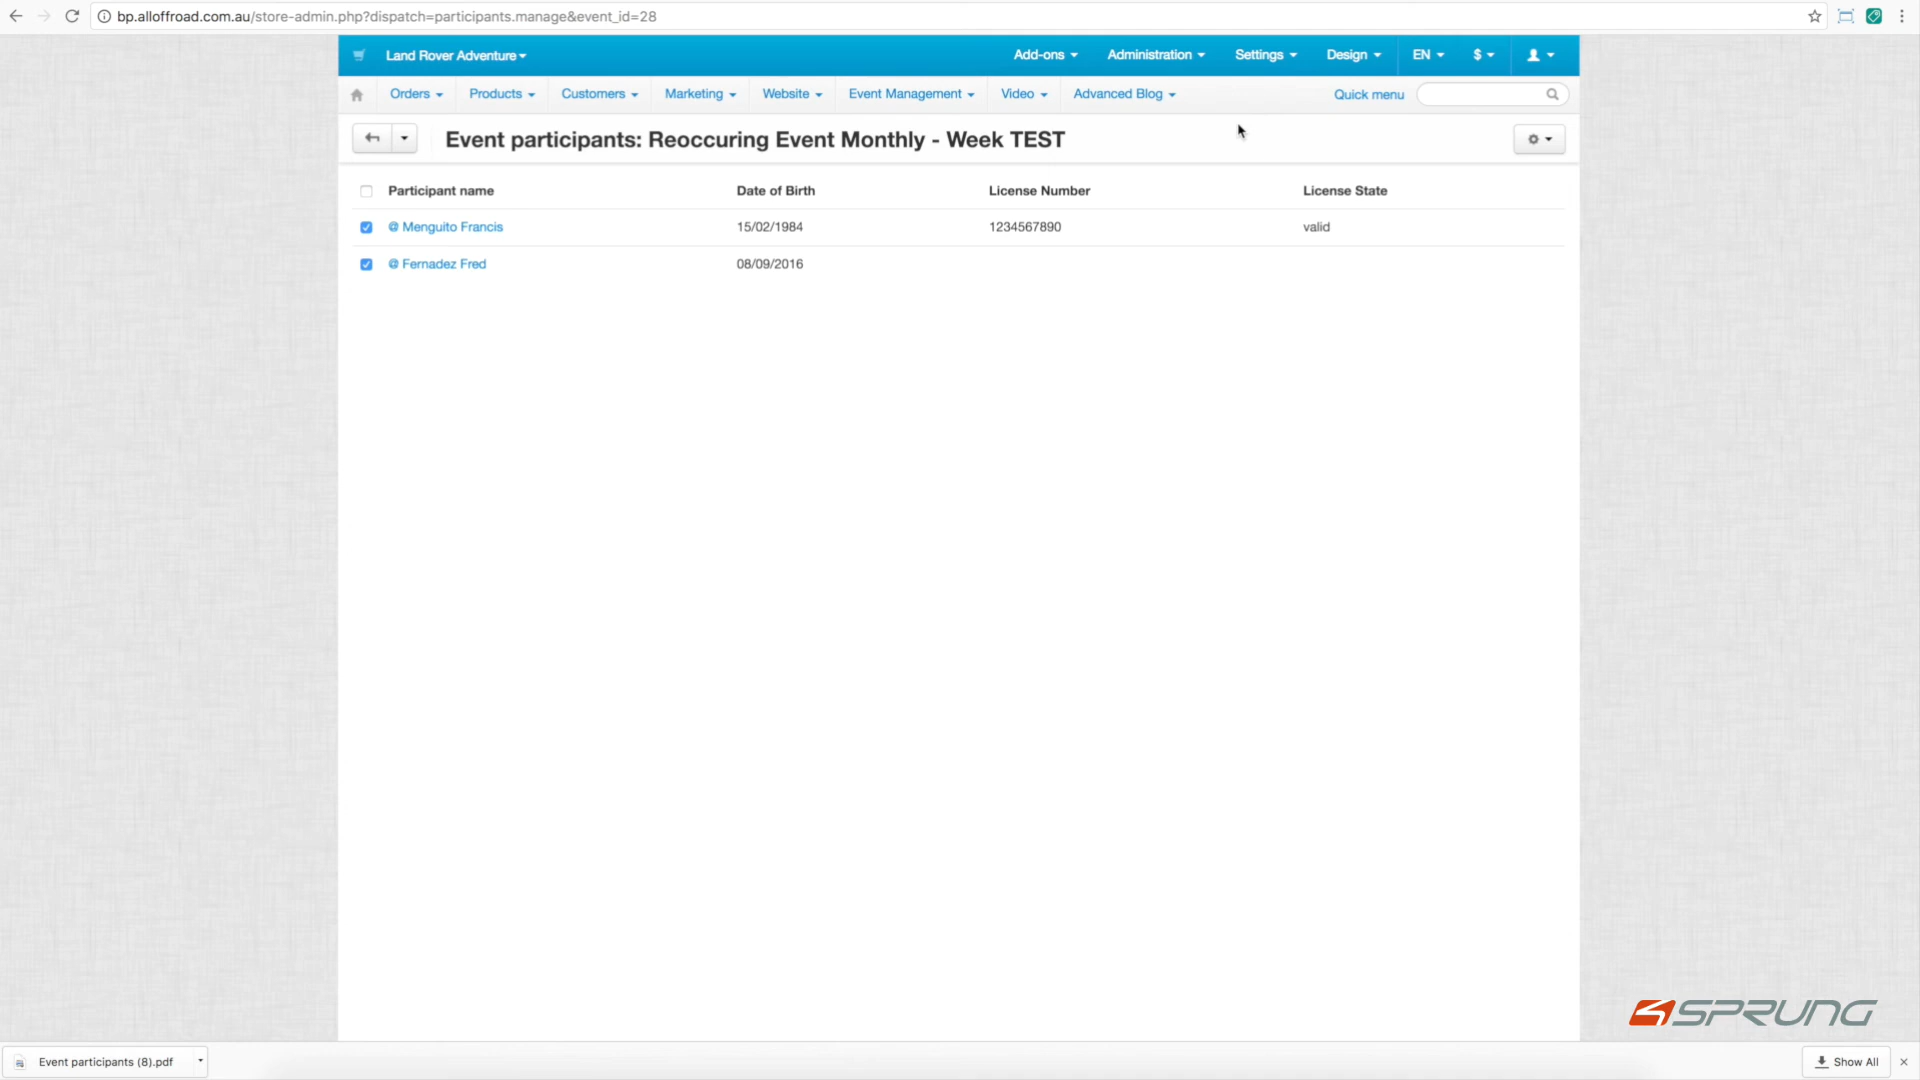 bp.alloffroad.com.au/store-admin.php?dispatch=participants.manage&event_id=28
Land Rover Adventure Add-ons Administration Settings Design EN $
Orders Products Customers Marketing Website Event Management Video Advanced Blog Quick menu
Event participants: Reoccuring Event Monthly - Week TEST
Participant name Date of Birth License Number License State
@ Menguito Francis 15/02/1984 1234567890 valid
@ Fernadez Fred 08/09/2016
SPRUNG
Event participants (8).pdf Show All